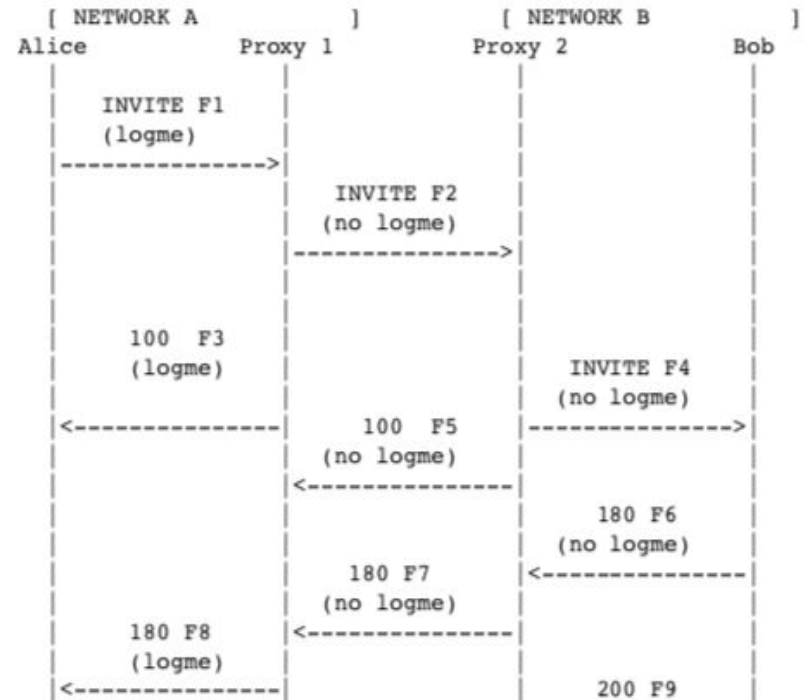 [ NETWORK A ] [ NETWORK B ]
Alice Proxy 1 Proxy 2 Bob
INVITE F1
(logme)
INVITE F2
(no logme)
100 F3
(logme)
INVITE F4
(no logme)
100 F5
(no logme)
180 F6
(no logme)
180 F7
(no logme)
180 F8
(logme)
200 F9